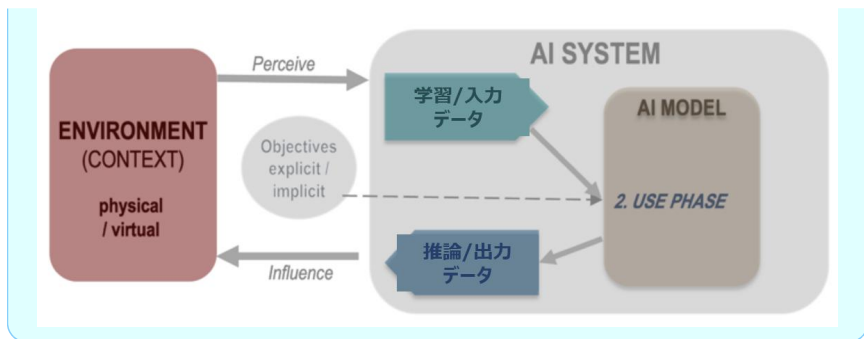 Perceive
AI SYSTEM
学習/入力
データ
AI MODEL
ENVIRONMENT
(CONTEXT)
physical
/ virtual
Objectives
explicit /
implicit
2. USE PHASE
推論/出力
データ
Influence